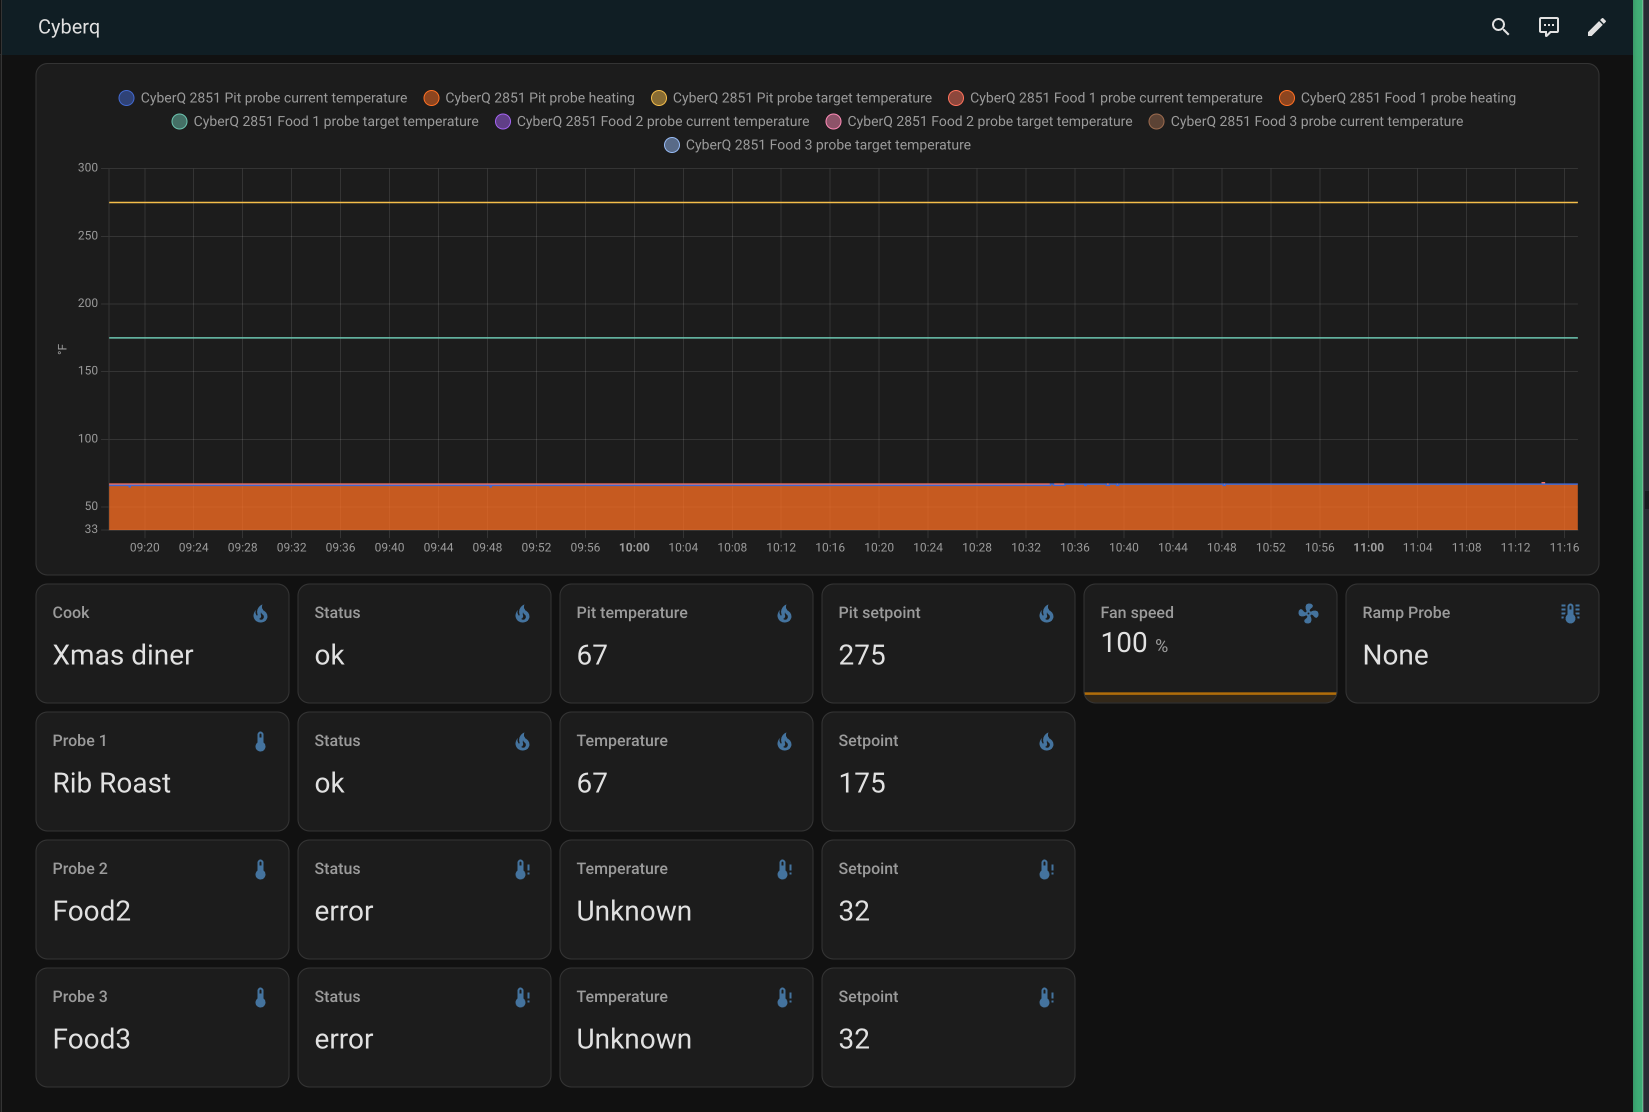 Cyberq
CyberQ 2851 Pit probe current temperature CyberQ 2851 Pit probe heating CyberQ 2851 Pit probe target temperature CyberQ 2851 Food 1 probe current temperature CyberQ 2851 Food 1 probe heating
CyberQ 2851 Food 1 probe target temperature CyberQ 2851 Food 2 probe current temperature CyberQ 2851 Food 2 probe target temperature CyberQ 2851 Food 3 probe current temperature
CyberQ 2851 Food 3 probe target temperature
300
250
200
°F
150
100
50
33
09:20 09:24 09:28 09:32 09:36 09:40 09:44 09:48 09:52 09:56 10:00 10:04 10:08 10:12 10:16 10:20 10:24 10:28 10:32 10:36 10:40 10:44 10:48 10:52 10:56 11:00 11:04 11:08 11:12 11:16
Cook Status Pit temperature Pit setpoint Fan speed Ramp Probe
Xmas diner ok 67 275 100 % None
Probe 1 Status Temperature Setpoint
Rib Roast ok 67 175
Probe 2 Status Temperature Setpoint
Food2 error Unknown 32
Probe 3 Status Temperature Setpoint
Food3 error Unknown 32